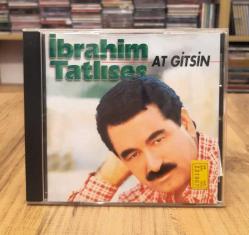 İbrahim
Tatlıses
AT GİTSİN